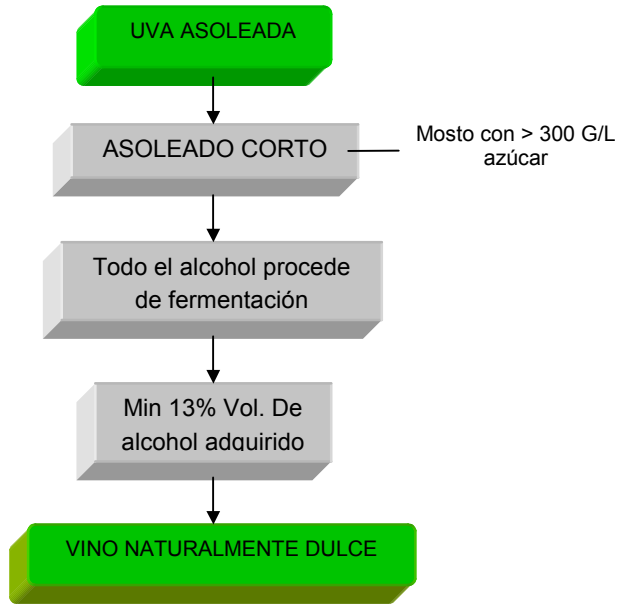 UVA ASOLEADA
ASOLEADO CORTO
Mosto con > 300 G/L
azúcar
Todo el alcohol procede
de fermentación
Min 13% Vol. De
alcohol adquirido
VINO NATURALMENTE DULCE